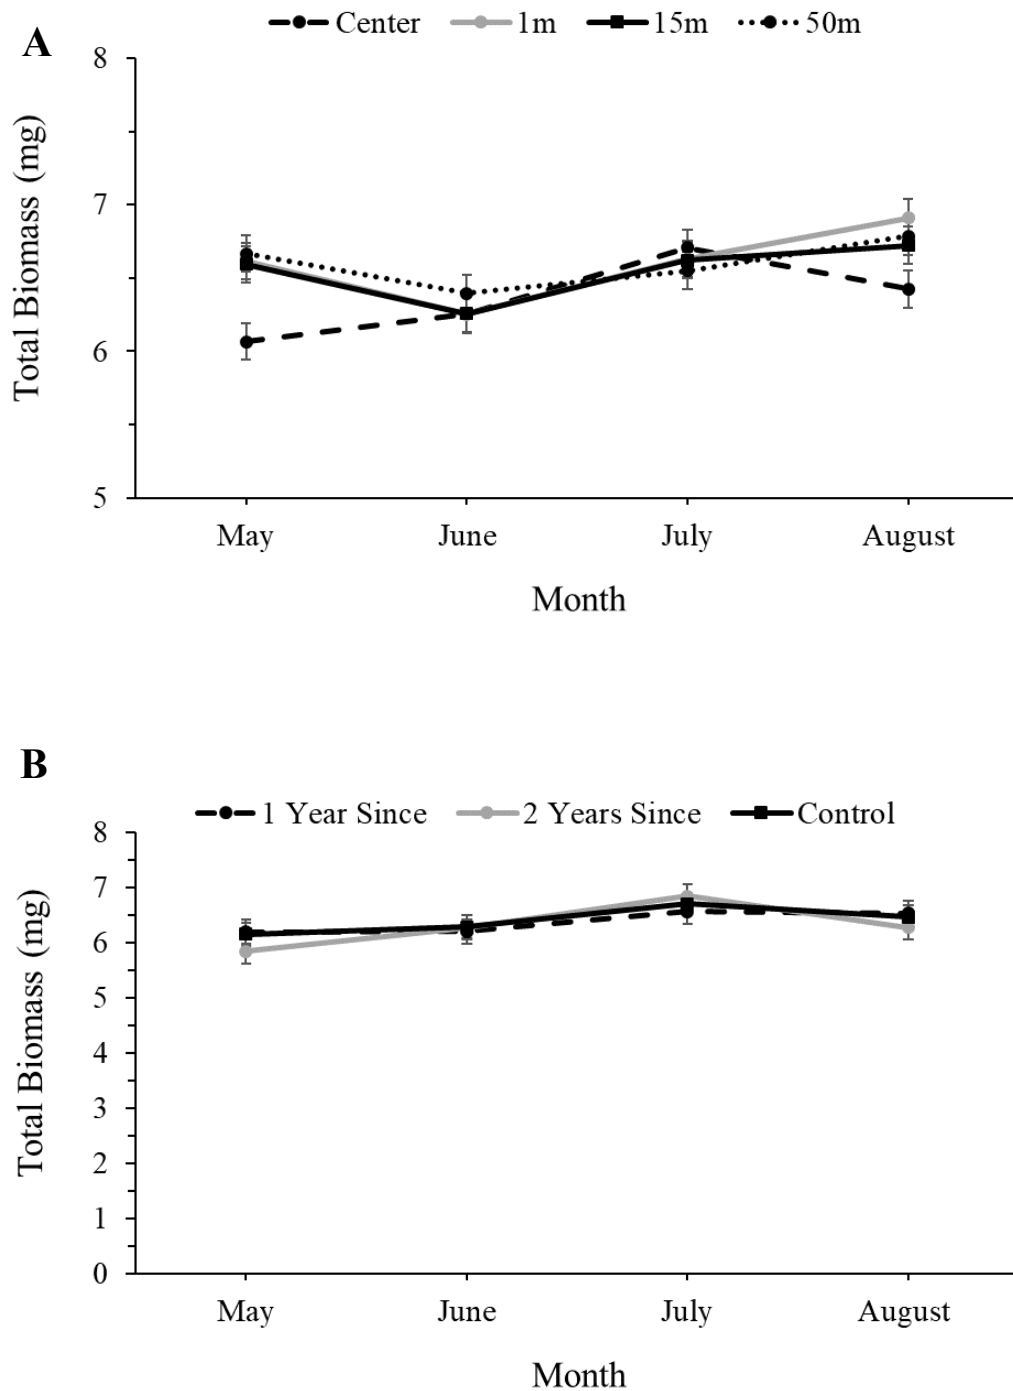 Center 1m 15m 50m
A
8
7
6
5
Total Biomass (mg)
May June July August
Month
B
1 Year Since 2 Years Since Control
8
7
6
5
4
3
2
1
0
Total Biomass (mg)
May June July August
Month